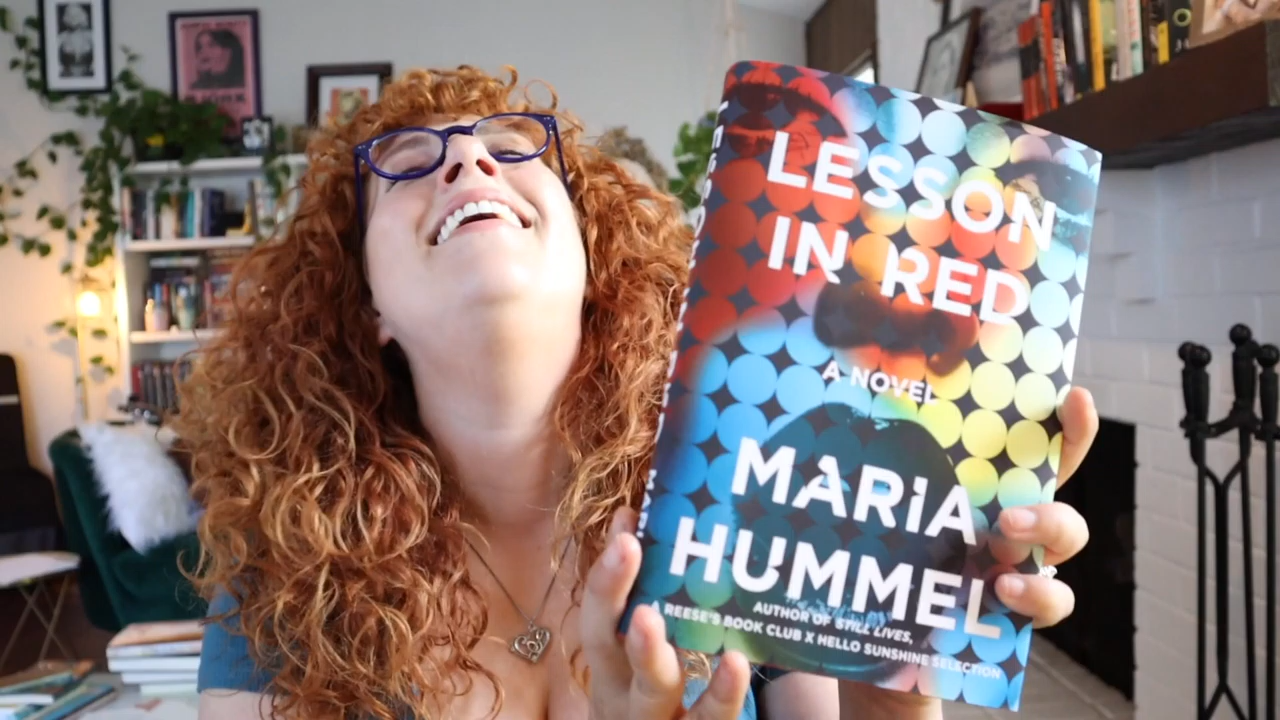 LESSON
IN RED
A NOVEL
MARiA
HUMMEL
AUTHOR OF STILL LIVES,
A REESE'S BOOK CLUB X HELLO SUNSHINE SELECTION